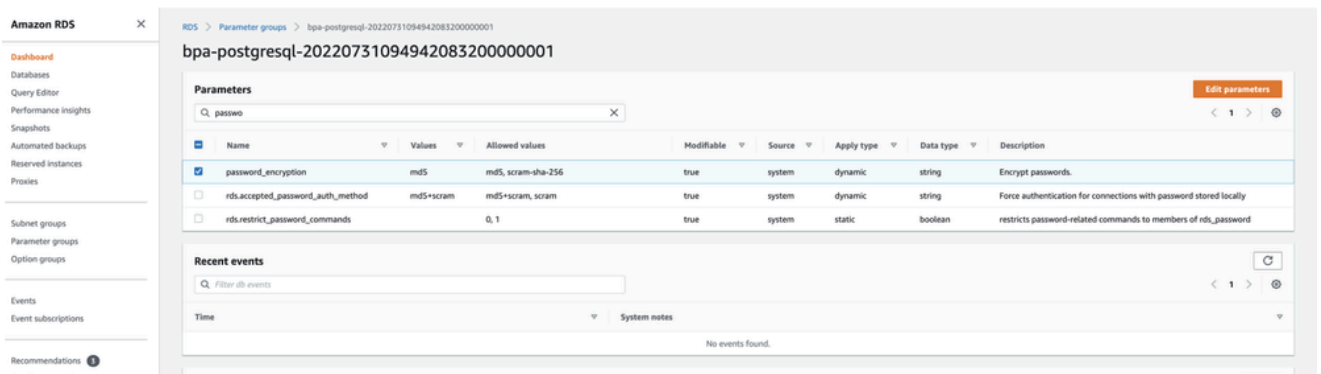 Amazon RDS
Dashboard
Databases
Query Editor
Performance insights
Snapshots
Automated backups
Reserved instances
Proxies
Subnet groups
Parameter groups
Option groups
Events
Event subscriptions
Recommendations 3
RDS > Parameter groups > bpa-postgresql-20220731094942083200000001
bpa-postgresql-20220731094942083200000001
Parameters
Edit parameters
passwo
1
Name Values Allowed values Modifiable Source Apply type Data type Description
password_encryption md5 md5, scram-sha-256 true system dynamic string Encrypt passwords.
rds.accepted_password_auth_method md5+scram md5+scram, scram true system dynamic string Force authentication for connections with password stored locally
rds.restrict_password_commands 0, 1 true system static boolean restricts password-related commands to members of rds_password
Recent events
Filter db events
1
Time System notes
No events found.